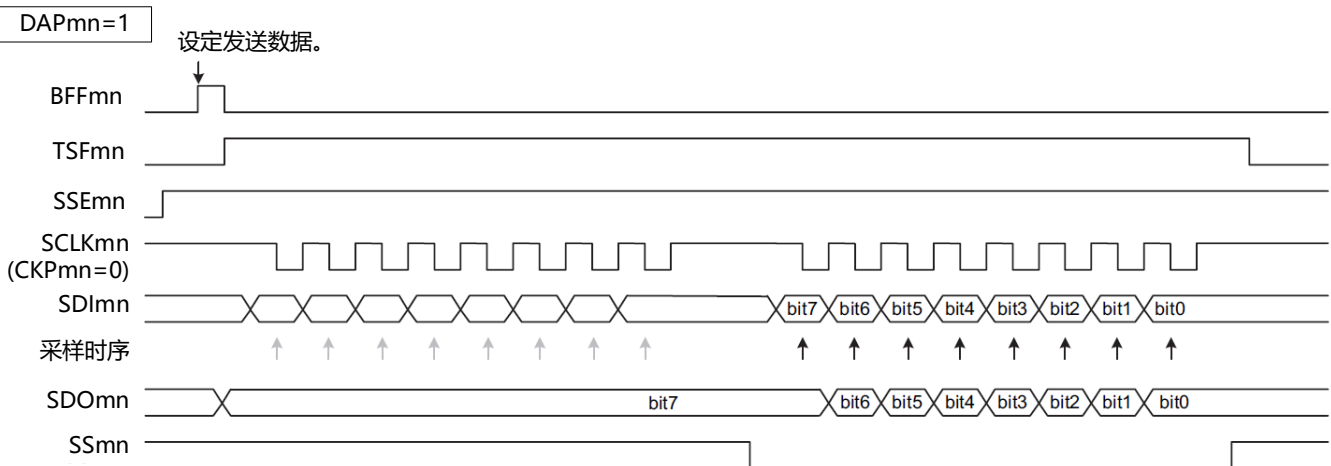 DAPmn=1
设定发送数据。
BFFmn
TSFmn
SSEmn
SCLKmn
(CKPmn=0)
SDImn bit7 bit6 bit5 bit4 bit3 bit2 bit1 bit0
采样时序
SDOmn bit7 bit6 bit5 bit4 bit3 bit2 bit1 bit0
SSmn